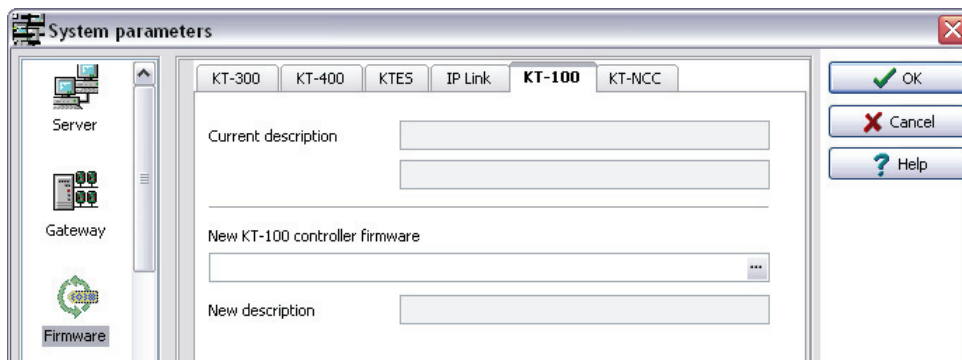 System parameters
Server
Gateway
Firmware
KT-300 KT-400 KTES IP Link KT-100 KT-NCC
Current description
New KT-100 controller firmware
...
New description
OK
Cancel
? Help